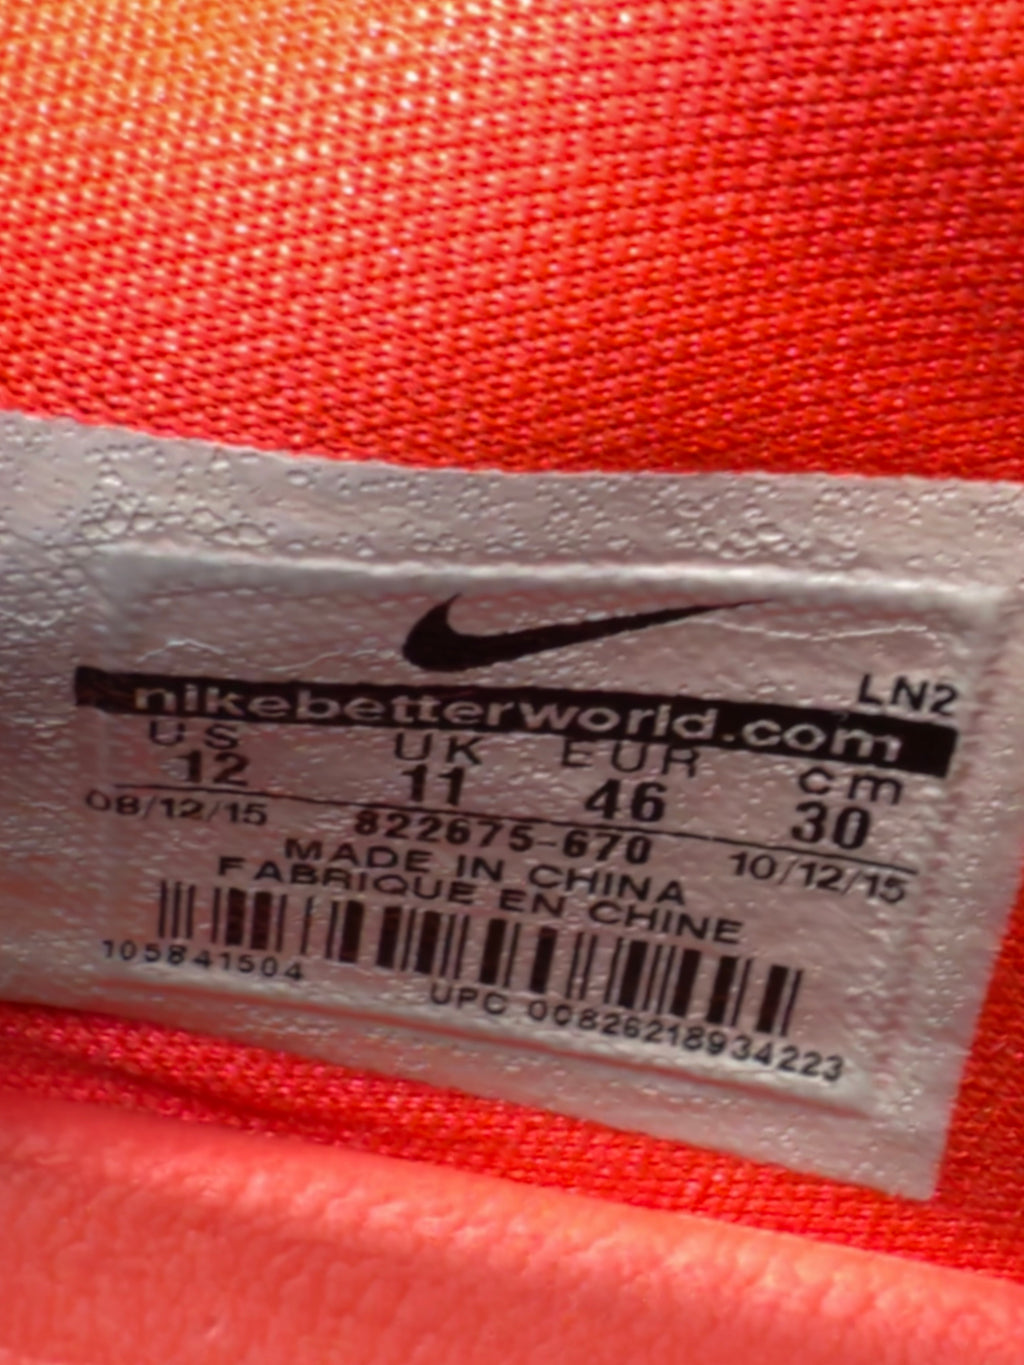 LN2
nikebetterworld.com
US UK EUR cm
12 11 46 30
08/12/15 822675-670 10/12/15
MADE IN CHINA
FABRIQUE EN CHINE
105841504
UPC 00826218934223